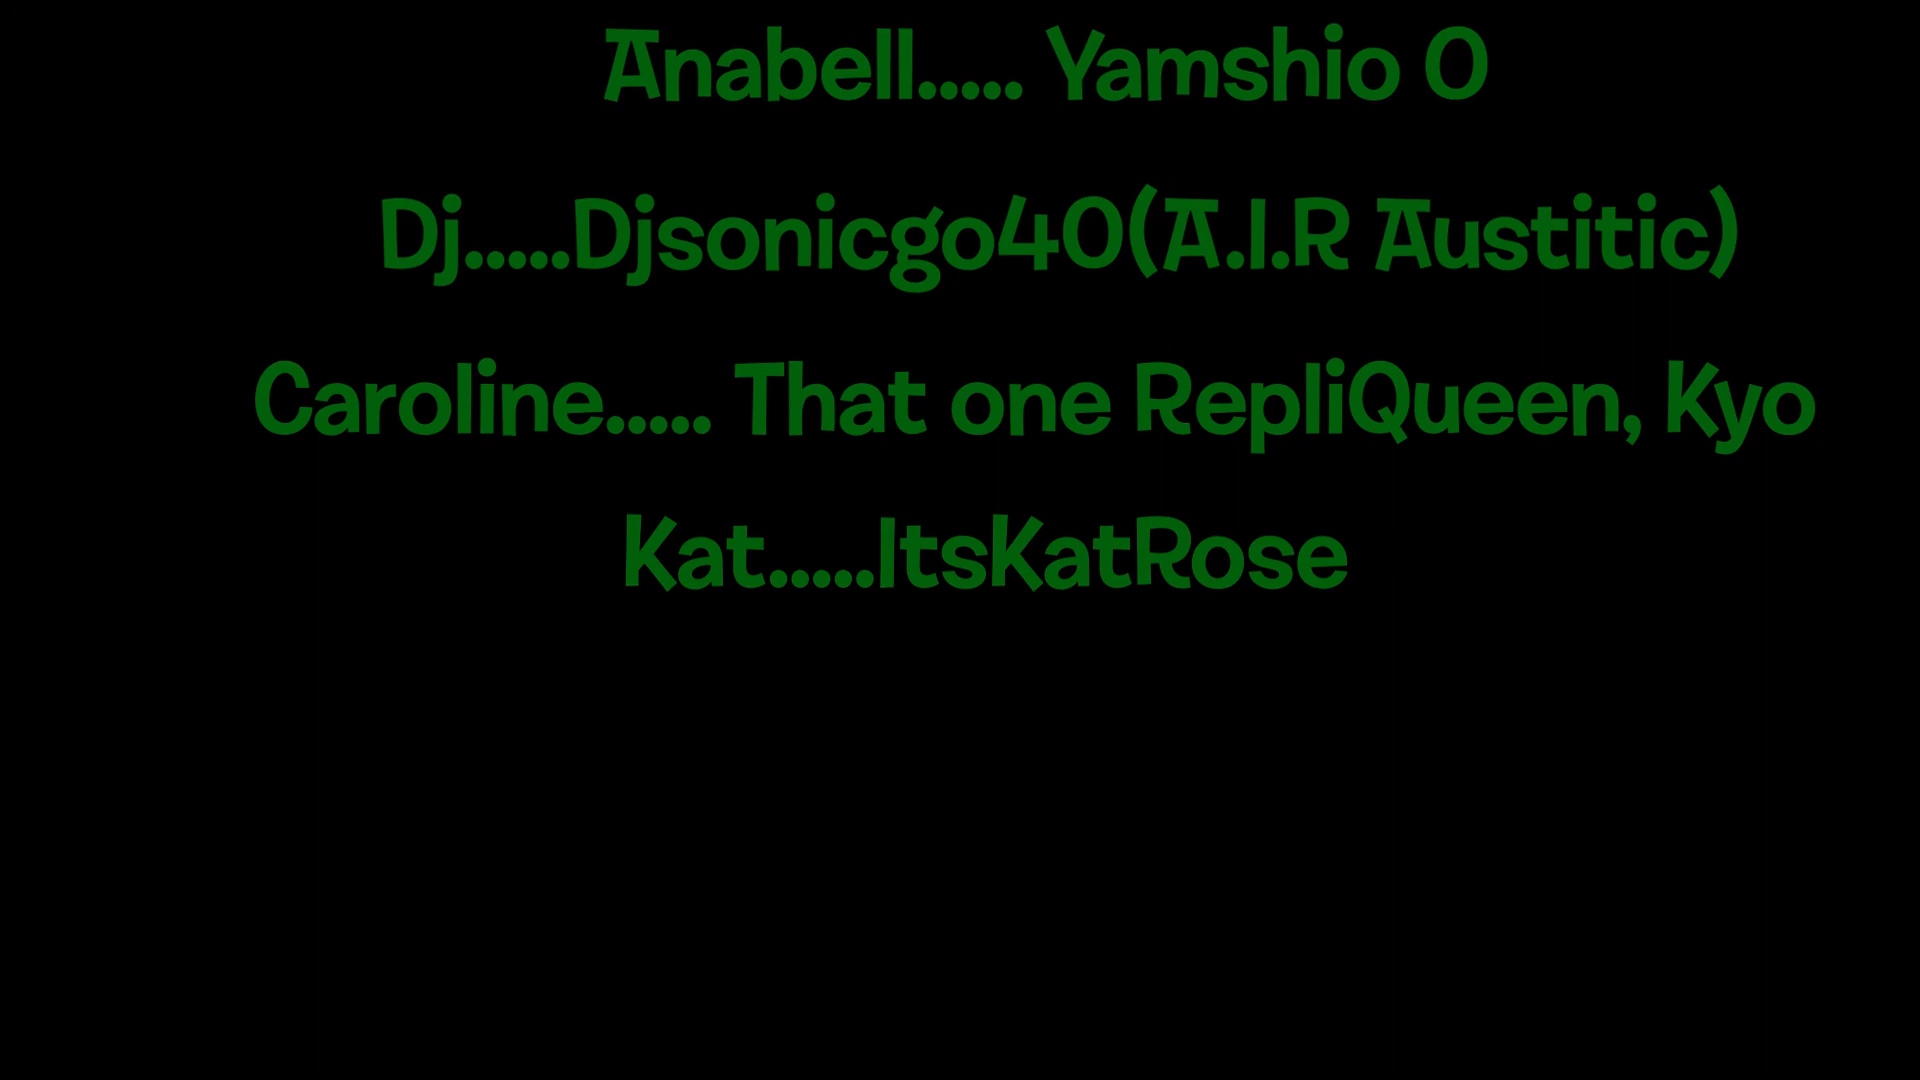 Anabell..... Yamshio O
Dj.....Djsonicgo40(A.I.R Austitic)
Caroline..... That one RepliQueen, Kyo
Kat.....ItsKatRose